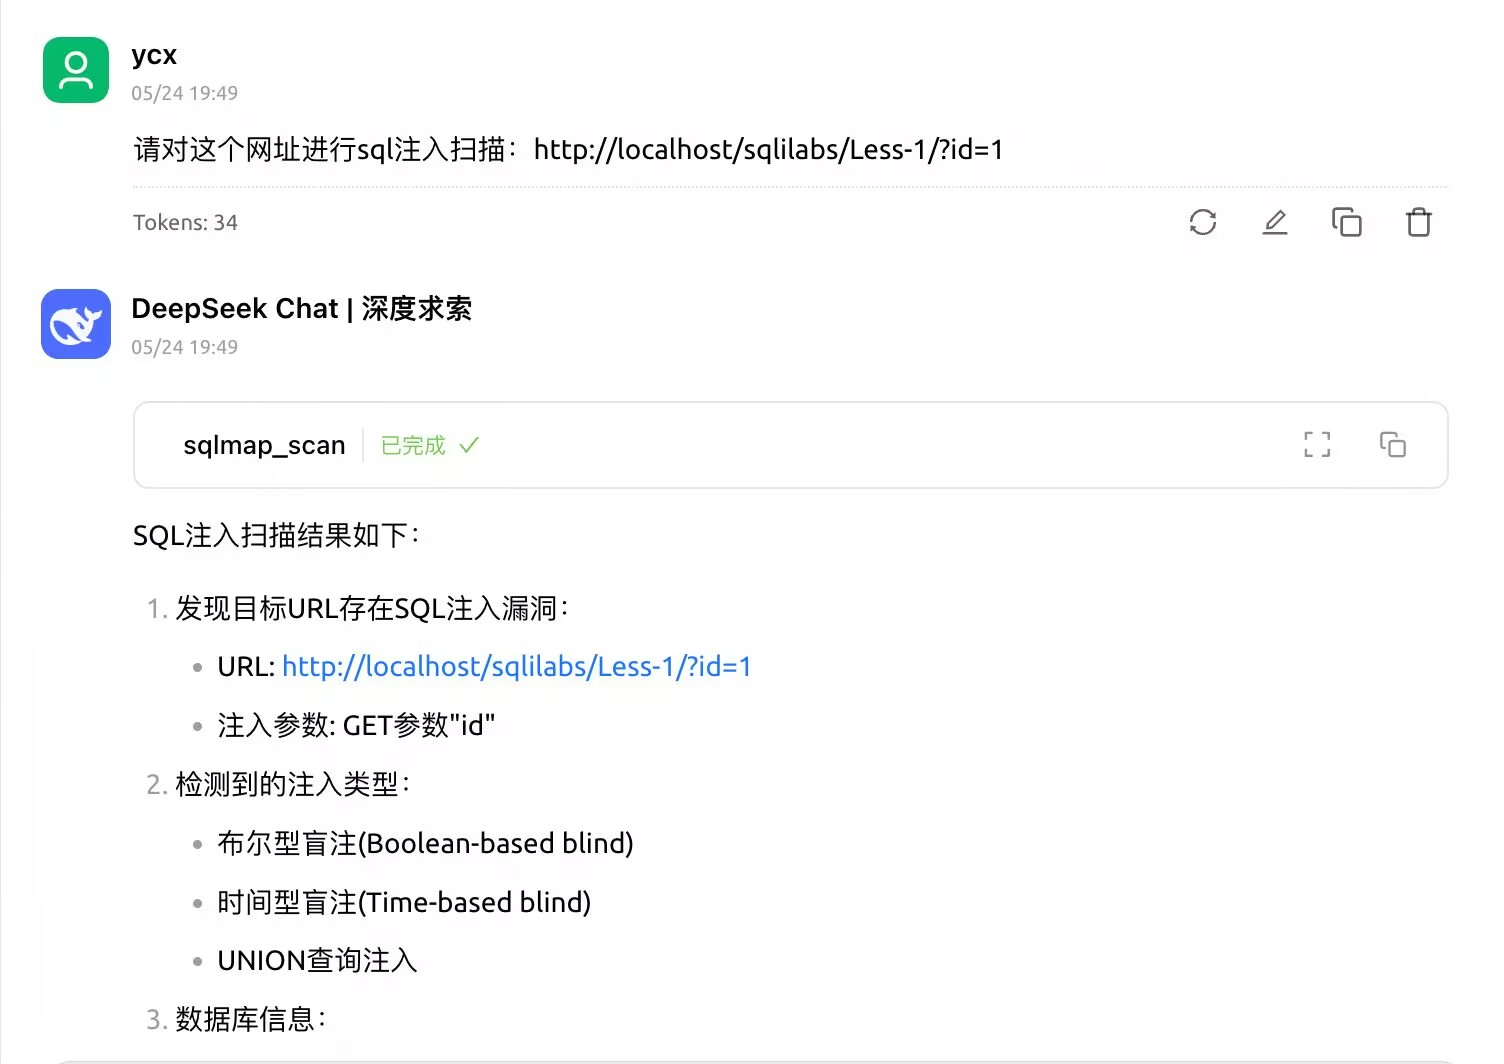 ycx
05/24 19:49
请对这个网址进行sql注入扫描：http://localhost/sqlilabs/Less-1/?id=1
Tokens: 34
DeepSeek Chat | 深度求索
05/24 19:49
sqlmap_scan 已完成
SQL注入扫描结果如下：
1. 发现目标URL存在SQL注入漏洞：
• URL: http://localhost/sqlilabs/Less-1/?id=1
• 注入参数: GET参数"id"
2. 检测到的注入类型：
• 布尔型盲注(Boolean-based blind)
• 时间型盲注(Time-based blind)
• UNION查询注入
3. 数据库信息：